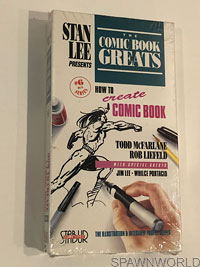 STAN LEE
PRESENTS
THE
COMIC BOOK
GREATS
#6
SERIES
HOW TO
create
A
COMIC BOOK
TODD McFARLANE
ROB LIEFELD
WITH SPECIAL GUESTS
JIM LEE • WHILCE PORTACIO
SPAWNWORLD